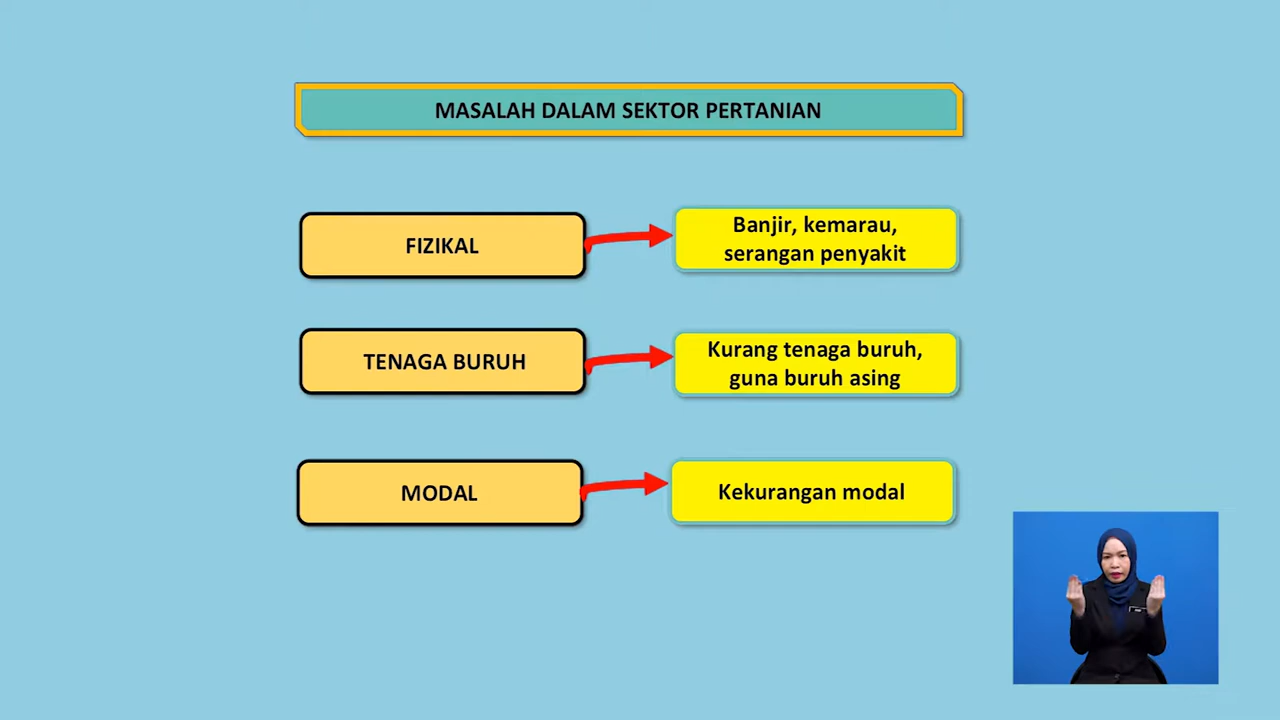 MASALAH DALAM SEKTOR PERTANIAN
FIZIKAL
Banjir, kemarau,
serangan penyakit
TENAGA BURUH
Kurang tenaga buruh,
guna buruh asing
MODAL
Kekurangan modal